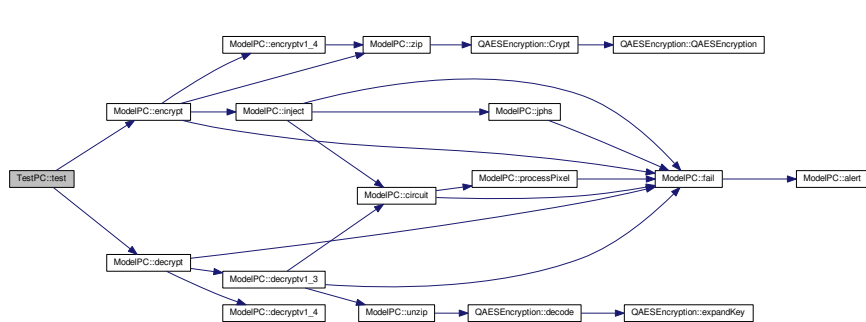 ModelPC::encryptv1_4
ModelPC::zip
QAESEncryption::Crypt
QAESEncryption::QAESEncryption
ModelPC::encrypt
ModelPC::inject
ModelPC::jphs
TestPC::test
ModelPC::circuit
ModelPC::processPixel
ModelPC::fail
ModelPC::alert
ModelPC::decrypt
ModelPC::decryptv1_3
ModelPC::decryptv1_4
ModelPC::unzip
QAESEncryption::decode
QAESEncryption::expandKey